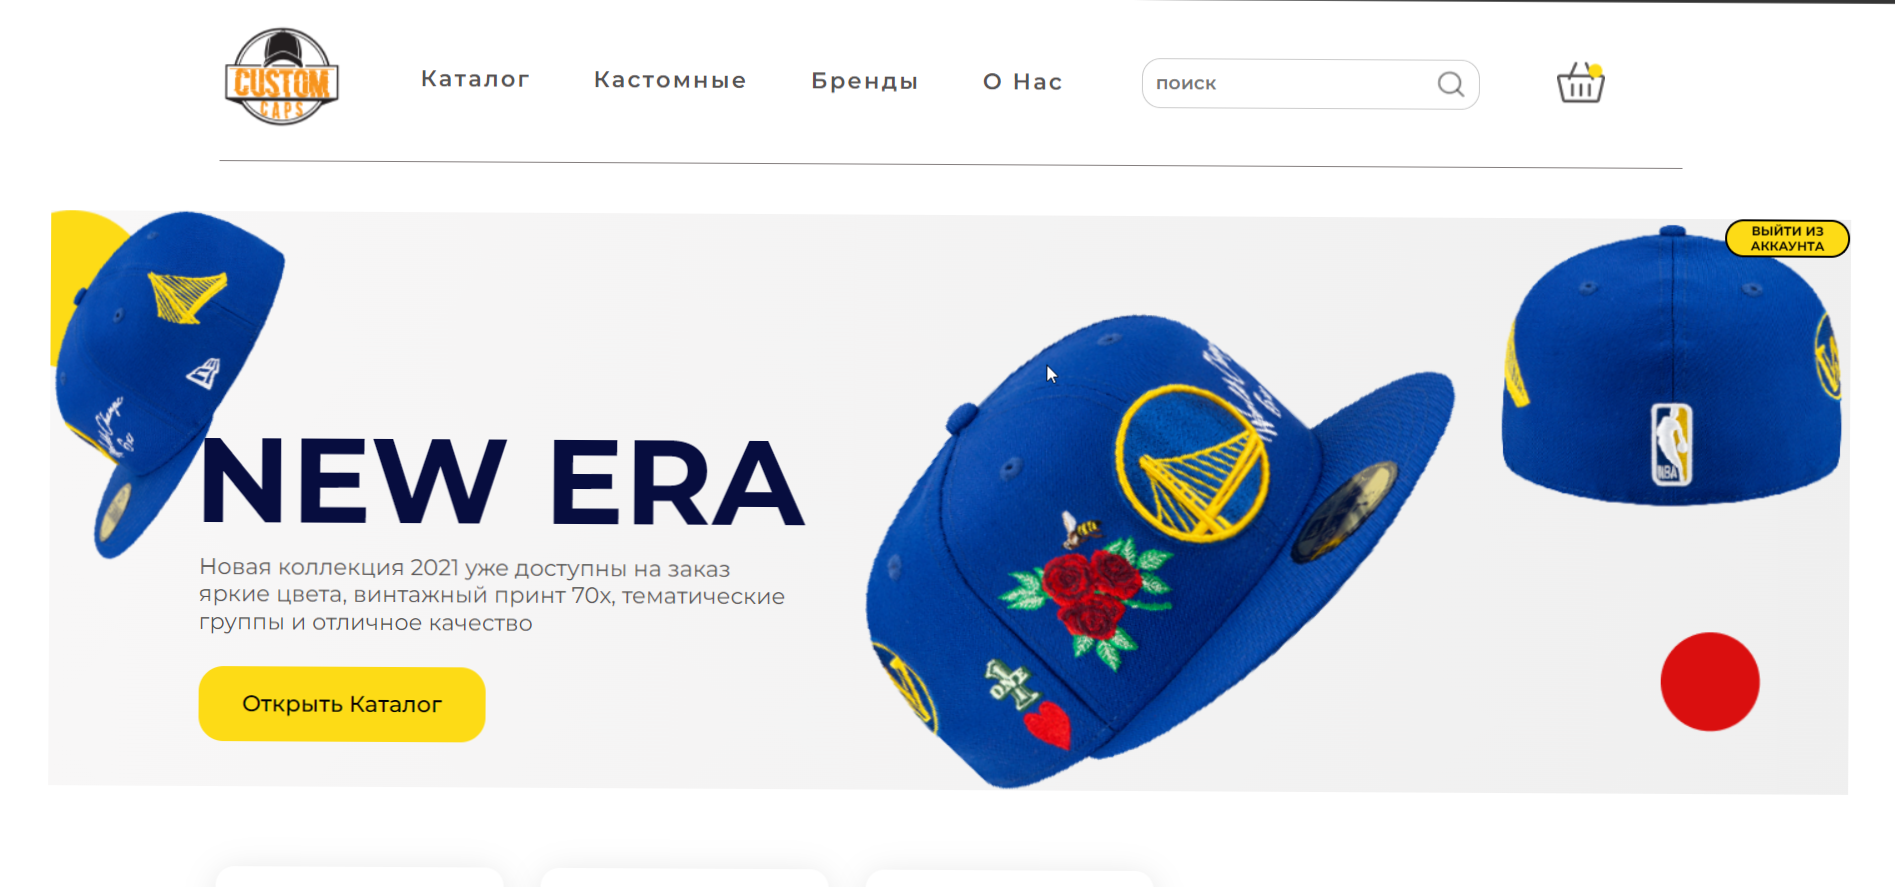 CUSTOM
CAPS
Каталог
Кастомные
Бренды
О Нас
поиск
ВЫЙТИ ИЗ
АККАУНТА
NEW ERA
Новая коллекция 2021 уже доступны на заказ
яркие цвета, винтажный принт 70х, тематические
группы и отличное качество
Открыть Каталог
ONE
NBA